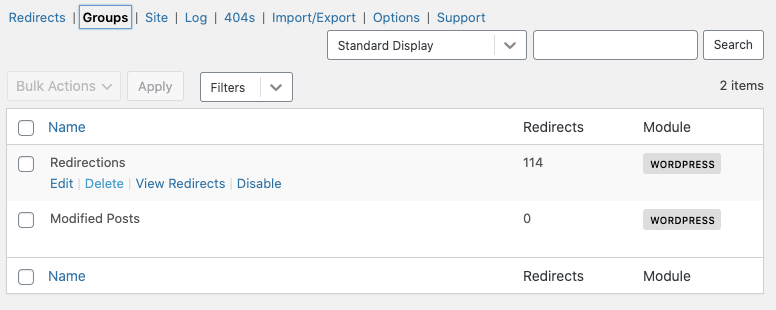 Redirects | Groups | Site | Log | 404s | Import/Export | Options | Support
Standard Display Search
Bulk Actions Apply Filters 2 items
Name Redirects Module
Redirections 114 WORDPRESS
Edit | Delete | View Redirects | Disable
Modified Posts 0 WORDPRESS
Name Redirects Module